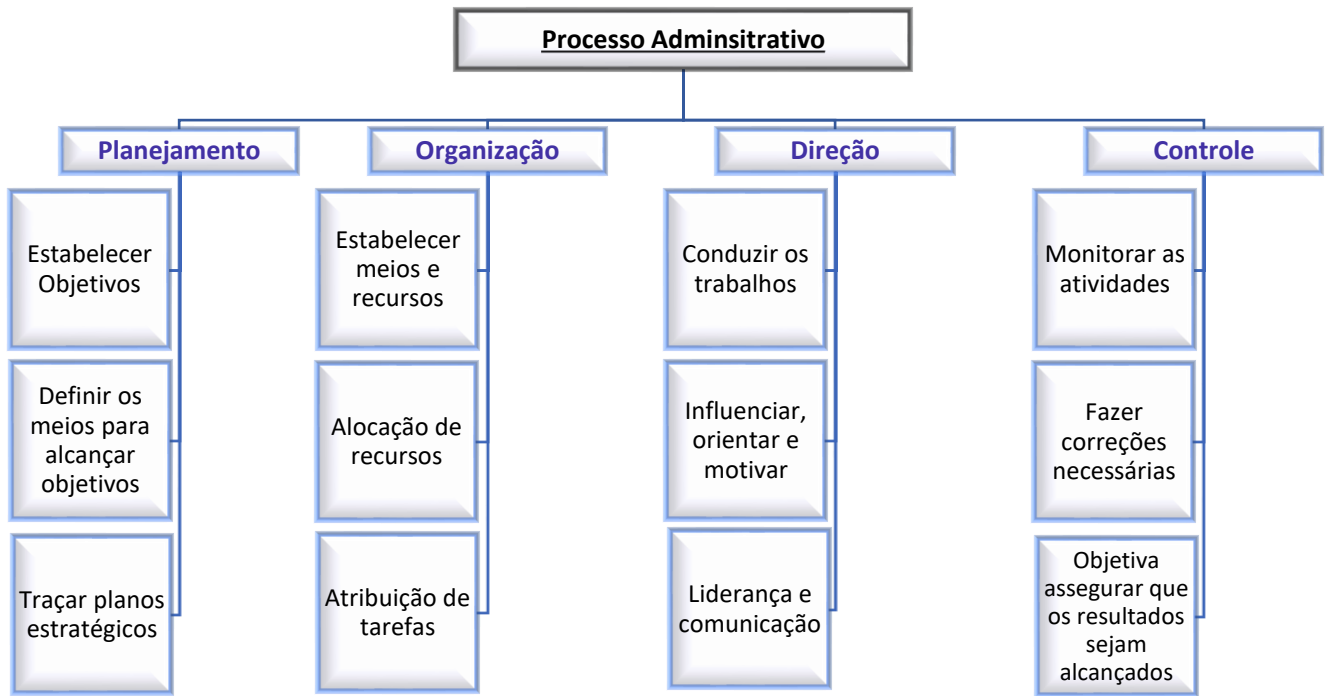 Processo Adminsitrativo
Planejamento
Organização
Direção
Controle
Estabelecer
Objetivos
Estabelecer
meios e
recursos
Conduzir os
trabalhos
Monitorar as
atividades
Definir os
meios para
alcançar
objetivos
Alocação de
recursos
Influenciar,
orientar e
motivar
Fazer
correções
necessárias
Traçar planos
estratégicos
Atribuição de
tarefas
Liderança e
comunicação
Objetiva
assegurar que
os resultados
sejam
alcançados